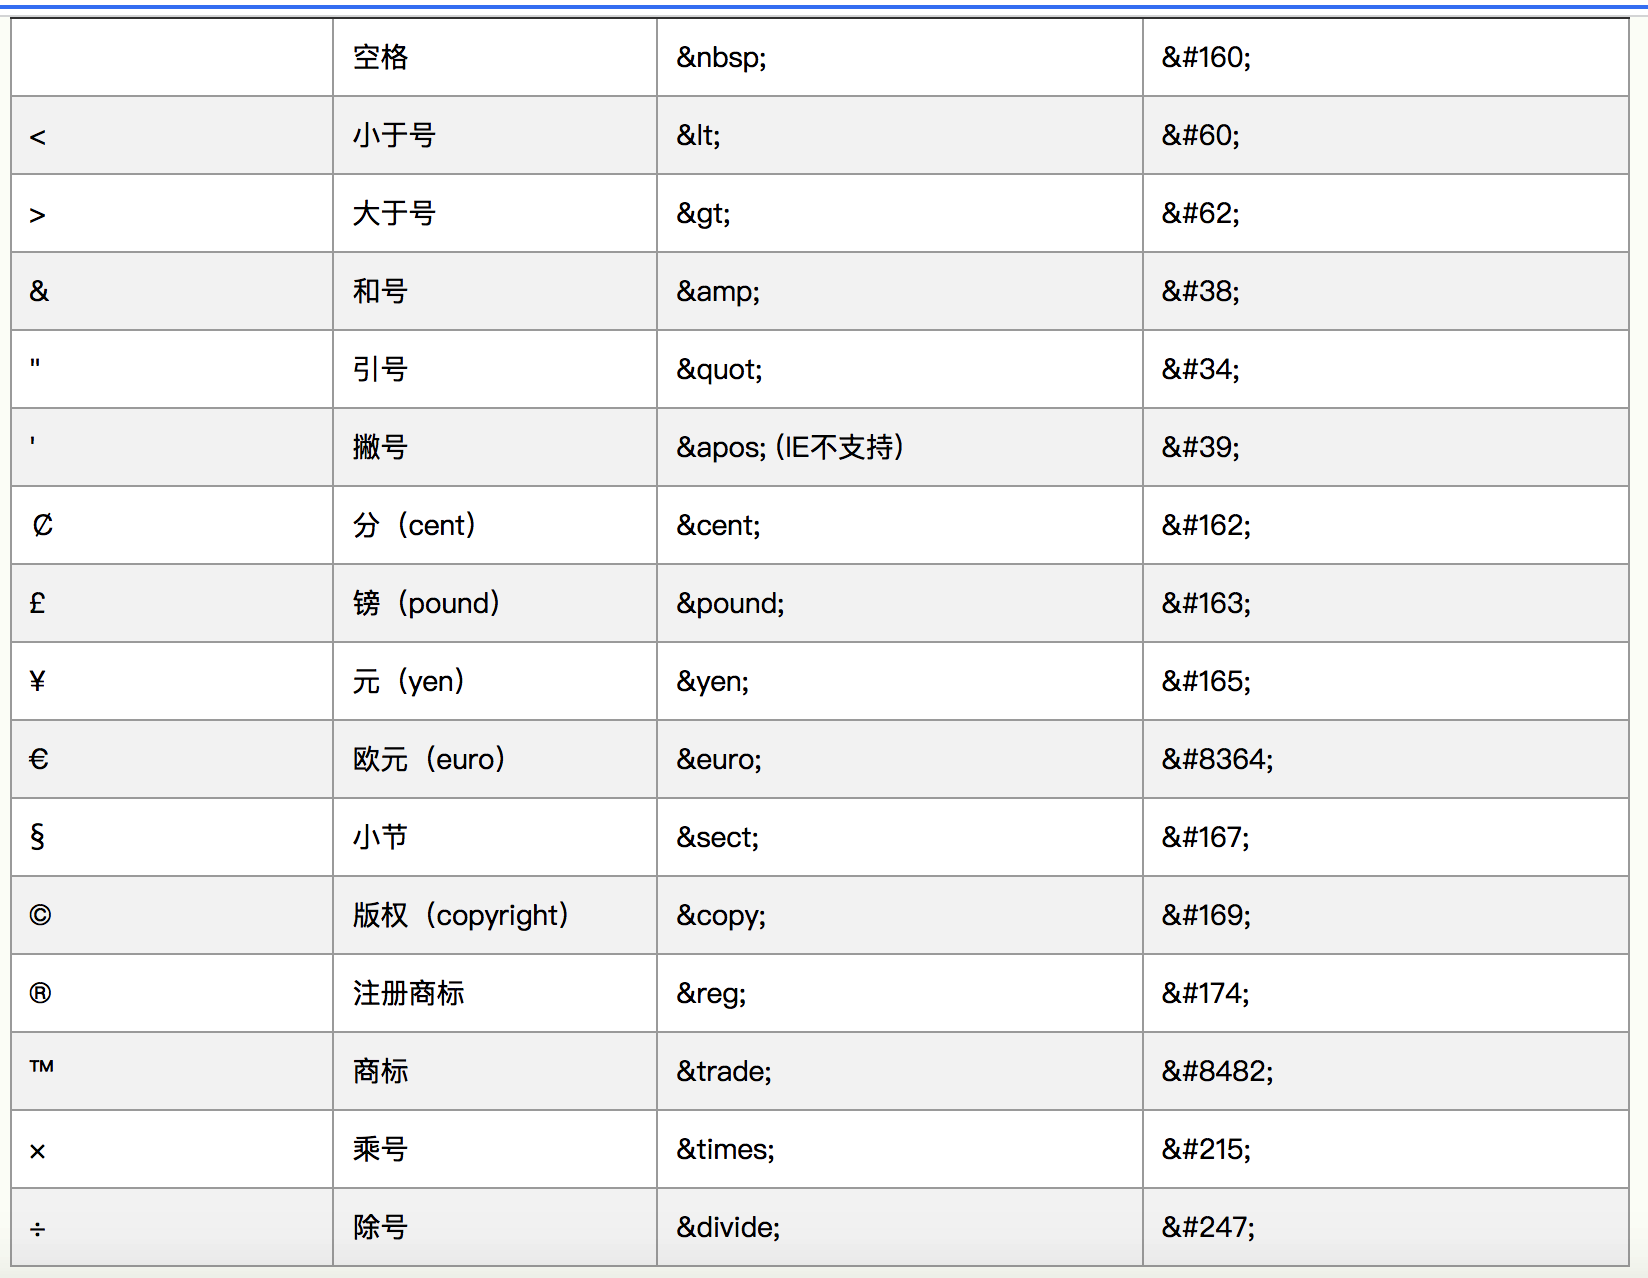 空格 &nbsp; &#160;
< 小于号 &lt; &#60;
> 大于号 &gt; &#62;
& 和号 &amp; &#38;
" 引号 &quot; &#34;
' 撇号 &apos; (IE不支持) &#39;
₡ 分（cent） &cent; &#162;
£ 镑（pound） &pound; &#163;
¥ 元（yen） &yen; &#165;
€ 欧元（euro） &euro; &#8364;
§ 小节 &sect; &#167;
© 版权（copyright） &copy; &#169;
® 注册商标 &reg; &#174;
™ 商标 &trade; &#8482;
× 乘号 &times; &#215;
÷ 除号 &divide; &#247;